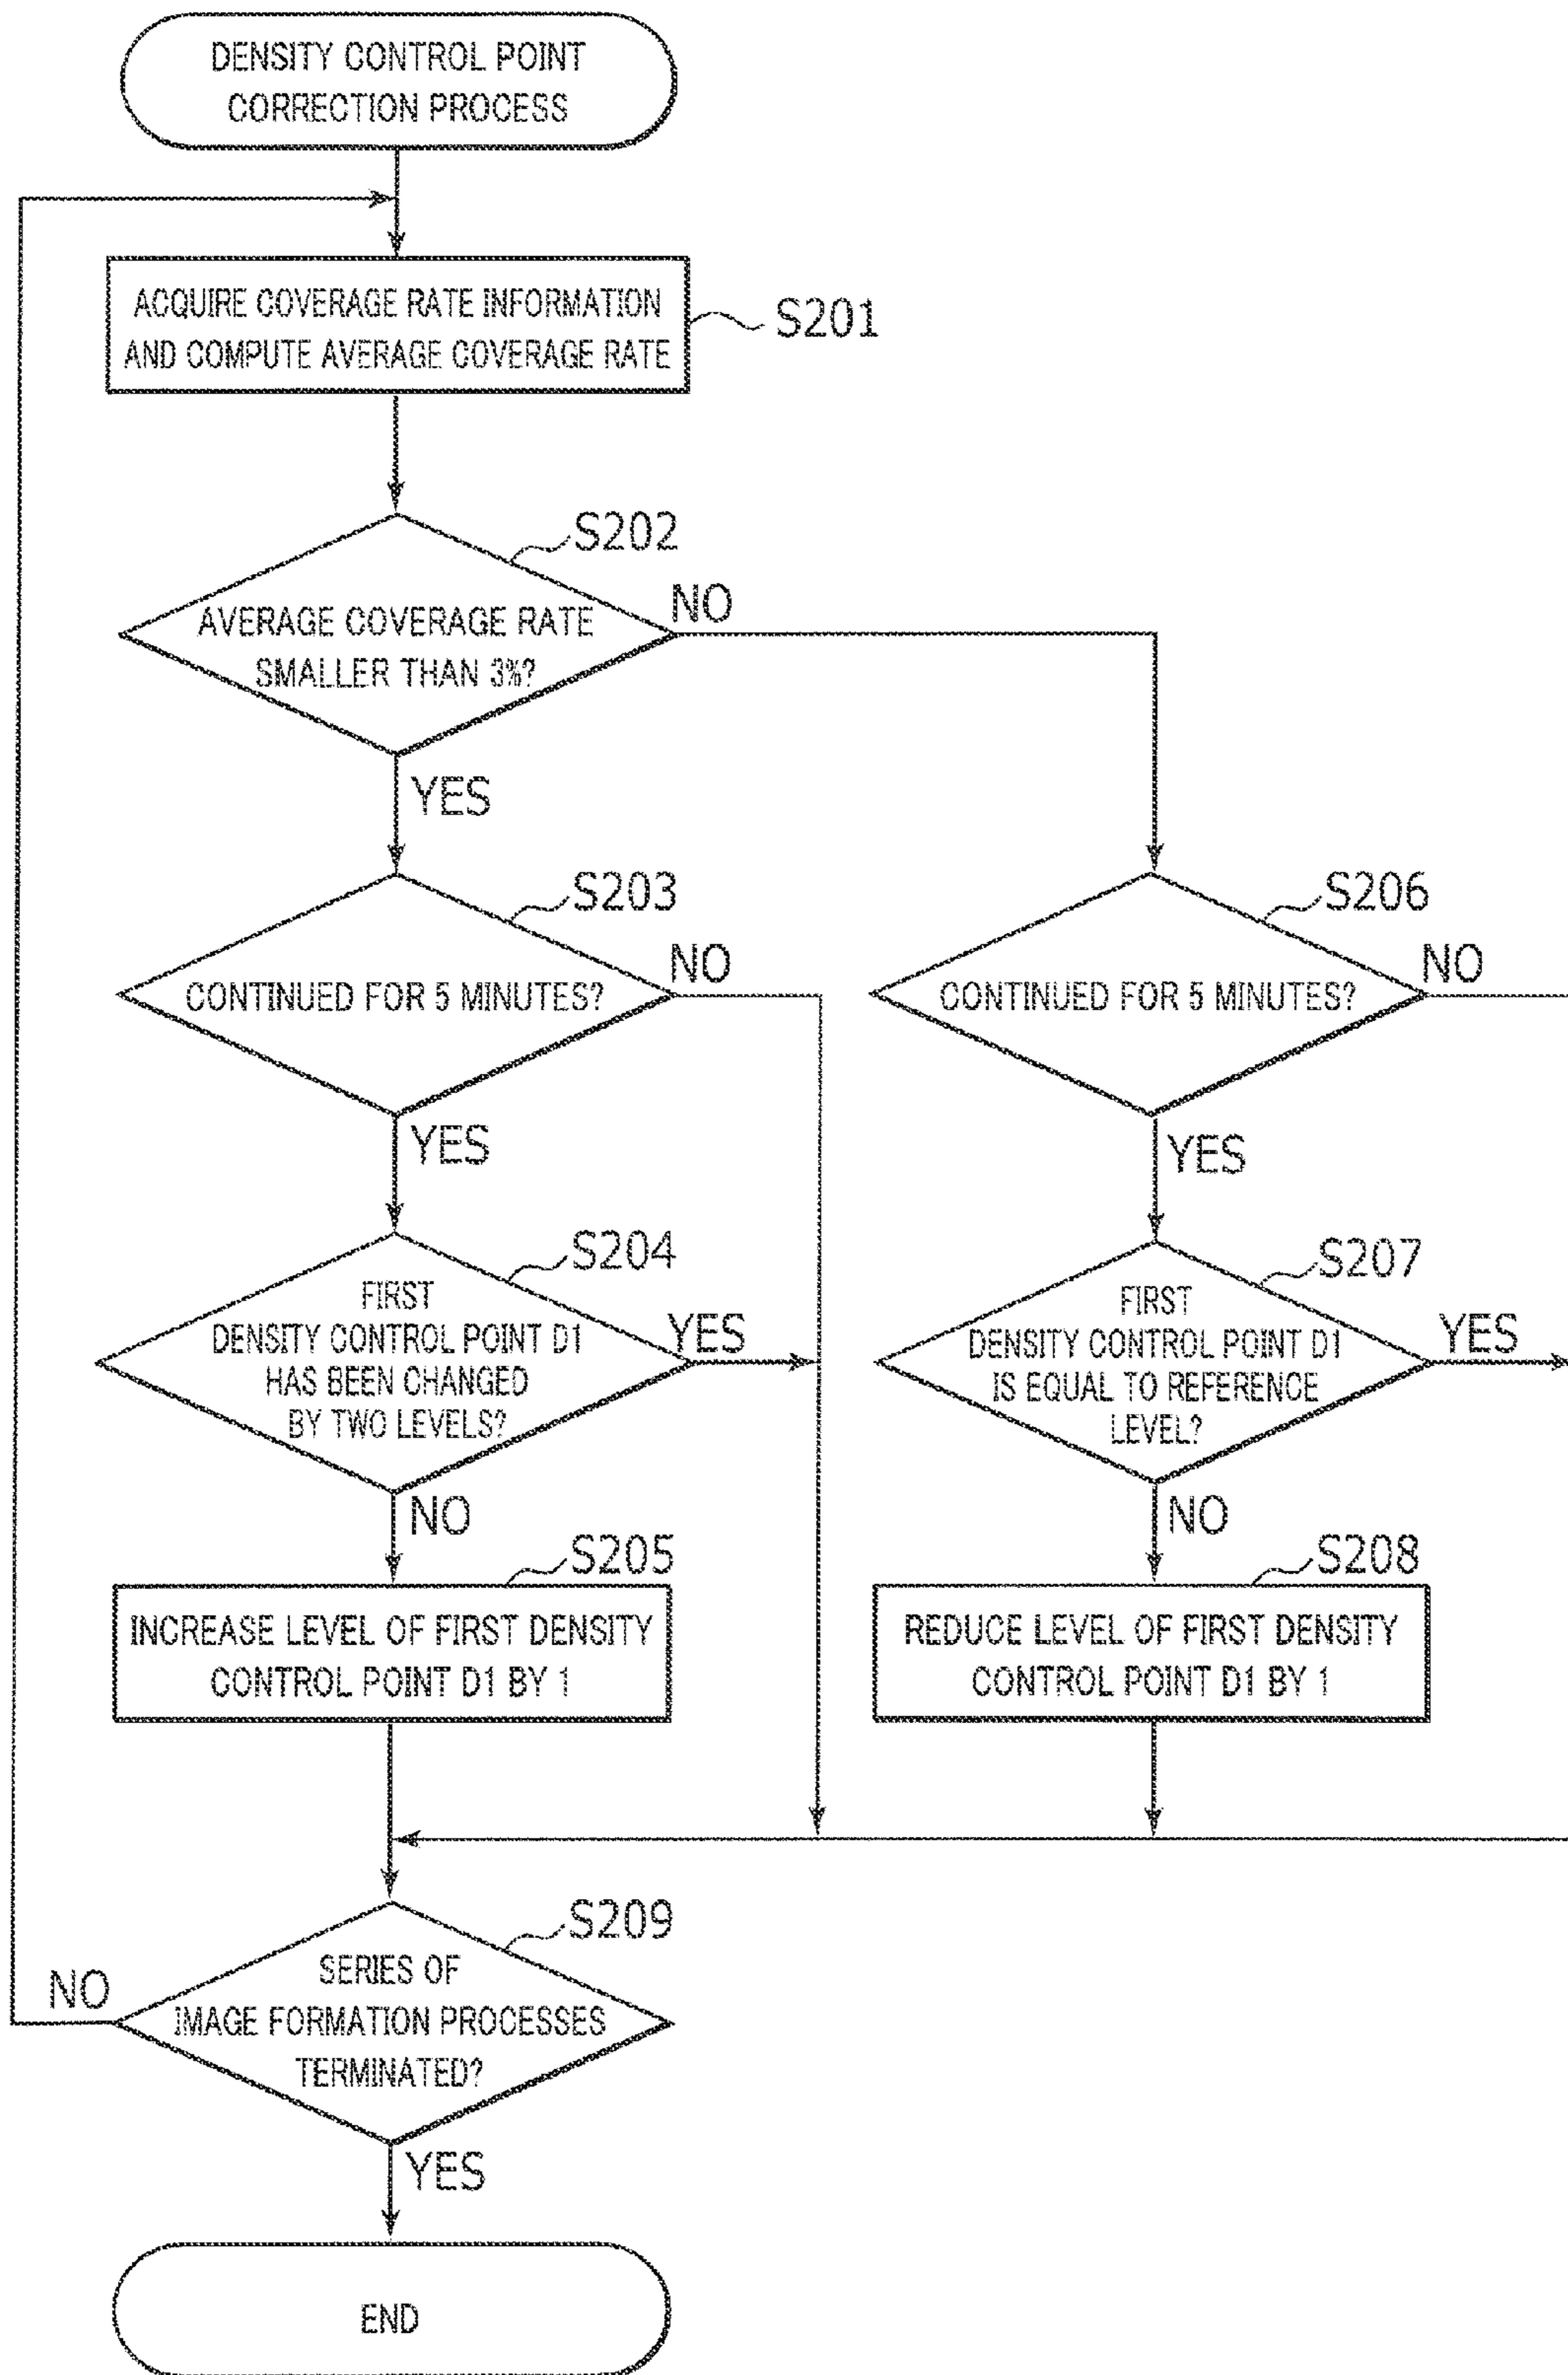 DENSITY CONTROL POINT
CORRECTION PROCESS
ACQUIRE COVERAGE RATE INFORMATION
AND COMPUTE AVERAGE COVERAGE RATE
S201
S202
AVERAGE COVERAGE RATE
SMALLER THAN 3%?
NO
YES
S203
CONTINUED FOR 5 MINUTES?
NO
YES
S206
CONTINUED FOR 5 MINUTES?
NO
YES
S204
FIRST
DENSITY CONTROL POINT D1
HAS BEEN CHANGED
BY TWO LEVELS?
YES
NO
S207
FIRST
DENSITY CONTROL POINT D1
IS EQUAL TO REFERENCE
LEVEL?
YES
NO
S205
INCREASE LEVEL OF FIRST DENSITY
CONTROL POINT D1 BY 1
S208
REDUCE LEVEL OF FIRST DENSITY
CONTROL POINT D1 BY 1
S209
SERIES OF
IMAGE FORMATION PROCESSES
TERMINATED?
NO
YES
END